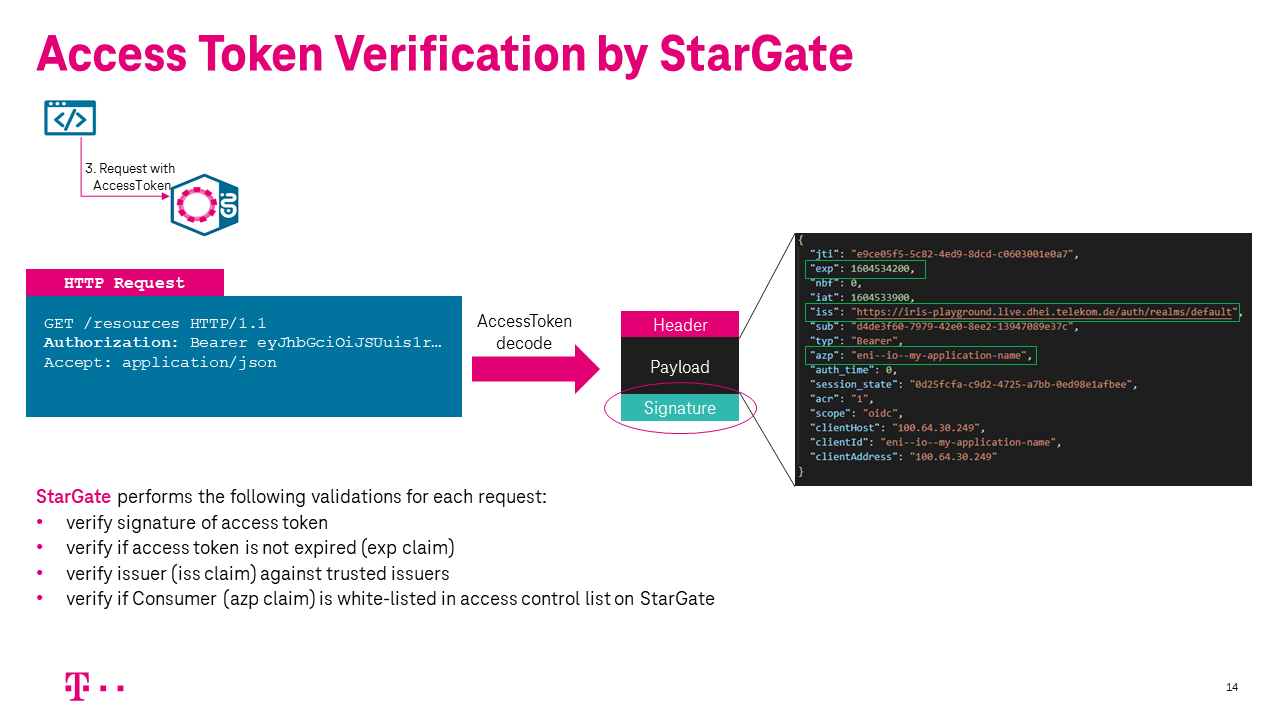 Access Token Verification by StarGate
3. Request with
AccessToken
HTTP Request
GET /resources HTTP/1.1
Authorization: Bearer eyJhbGciOiJSUuis1r…
Accept: application/json
AccessToken
decode
Header
Payload
Signature
{
"jti": "e9ce05f5-5c82-4ed9-8dcd-c0603001e0a7",
"exp": 1604534200,
"nbf": 0,
"iat": 1604533900,
"iss": "https://iris-playground.live.dhei.telekom.de/auth/realms/default",
"sub": "d4de3f60-7979-42e0-8ee2-13947089e37c",
"typ": "Bearer",
"azp": "eni--io--my-application-name",
"auth_time": 0,
"session_state": "0d25fcfa-c9d2-4725-a7bb-0ed98e1afbee",
"acr": "1",
"scope": "oidc",
"clientHost": "100.64.30.249",
"clientId": "eni--io--my-application-name",
"clientAddress": "100.64.30.249"
}
StarGate performs the following validations for each request:
• verify signature of access token
• verify if access token is not expired (exp claim)
• verify issuer (iss claim) against trusted issuers
• verify if Consumer (azp claim) is white-listed in access control list on StarGate
T
14